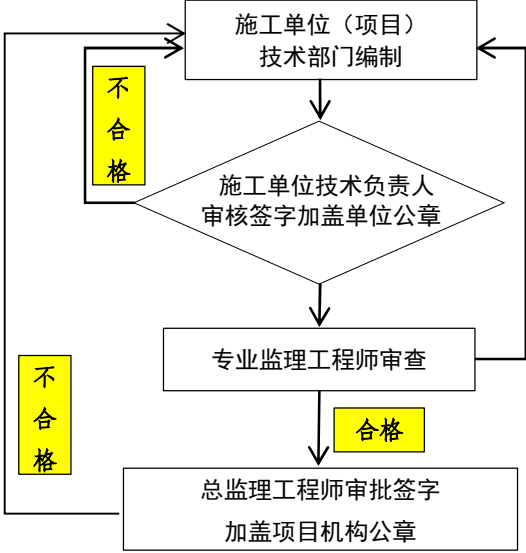 施工单位（项目）
技术部门编制
不
合
格
施工单位技术负责人
审核签字加盖单位公章
专业监理工程师审查
不
合
格
合格
总监理工程师审批签字
加盖项目机构公章